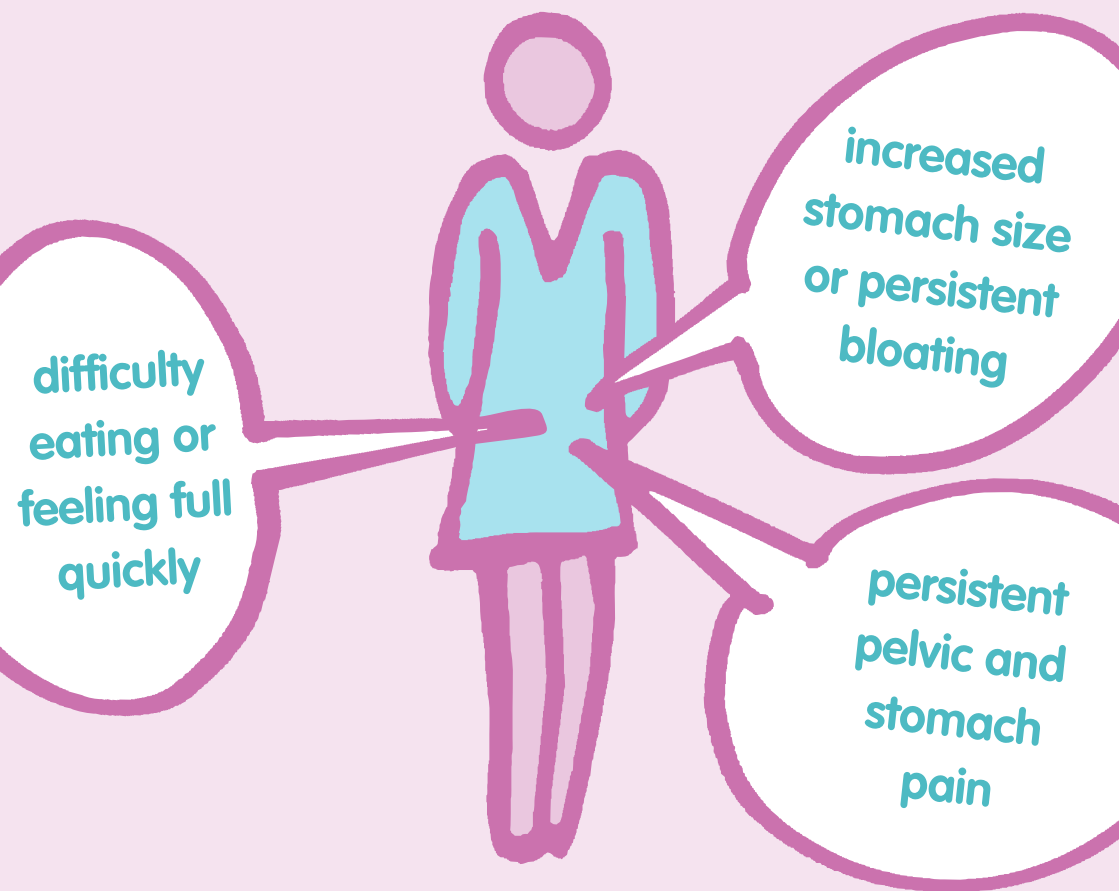 difficulty
eating or
feeling full
quickly
increased
stomach size
or persistent
bloating
persistent
pelvic and
stomach
pain